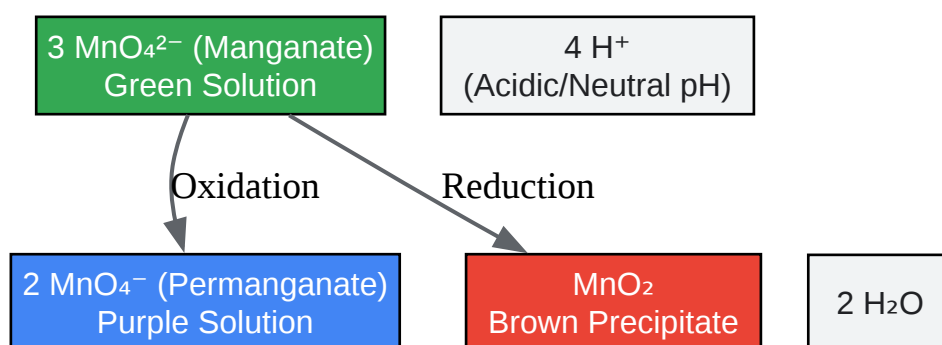 3 MnO₄²⁻ (Manganate)
Green Solution
4 H⁺
(Acidic/Neutral pH)
Oxidation
Reduction
2 MnO₄⁻ (Permanganate)
Purple Solution
MnO₂
Brown Precipitate
2 H₂O